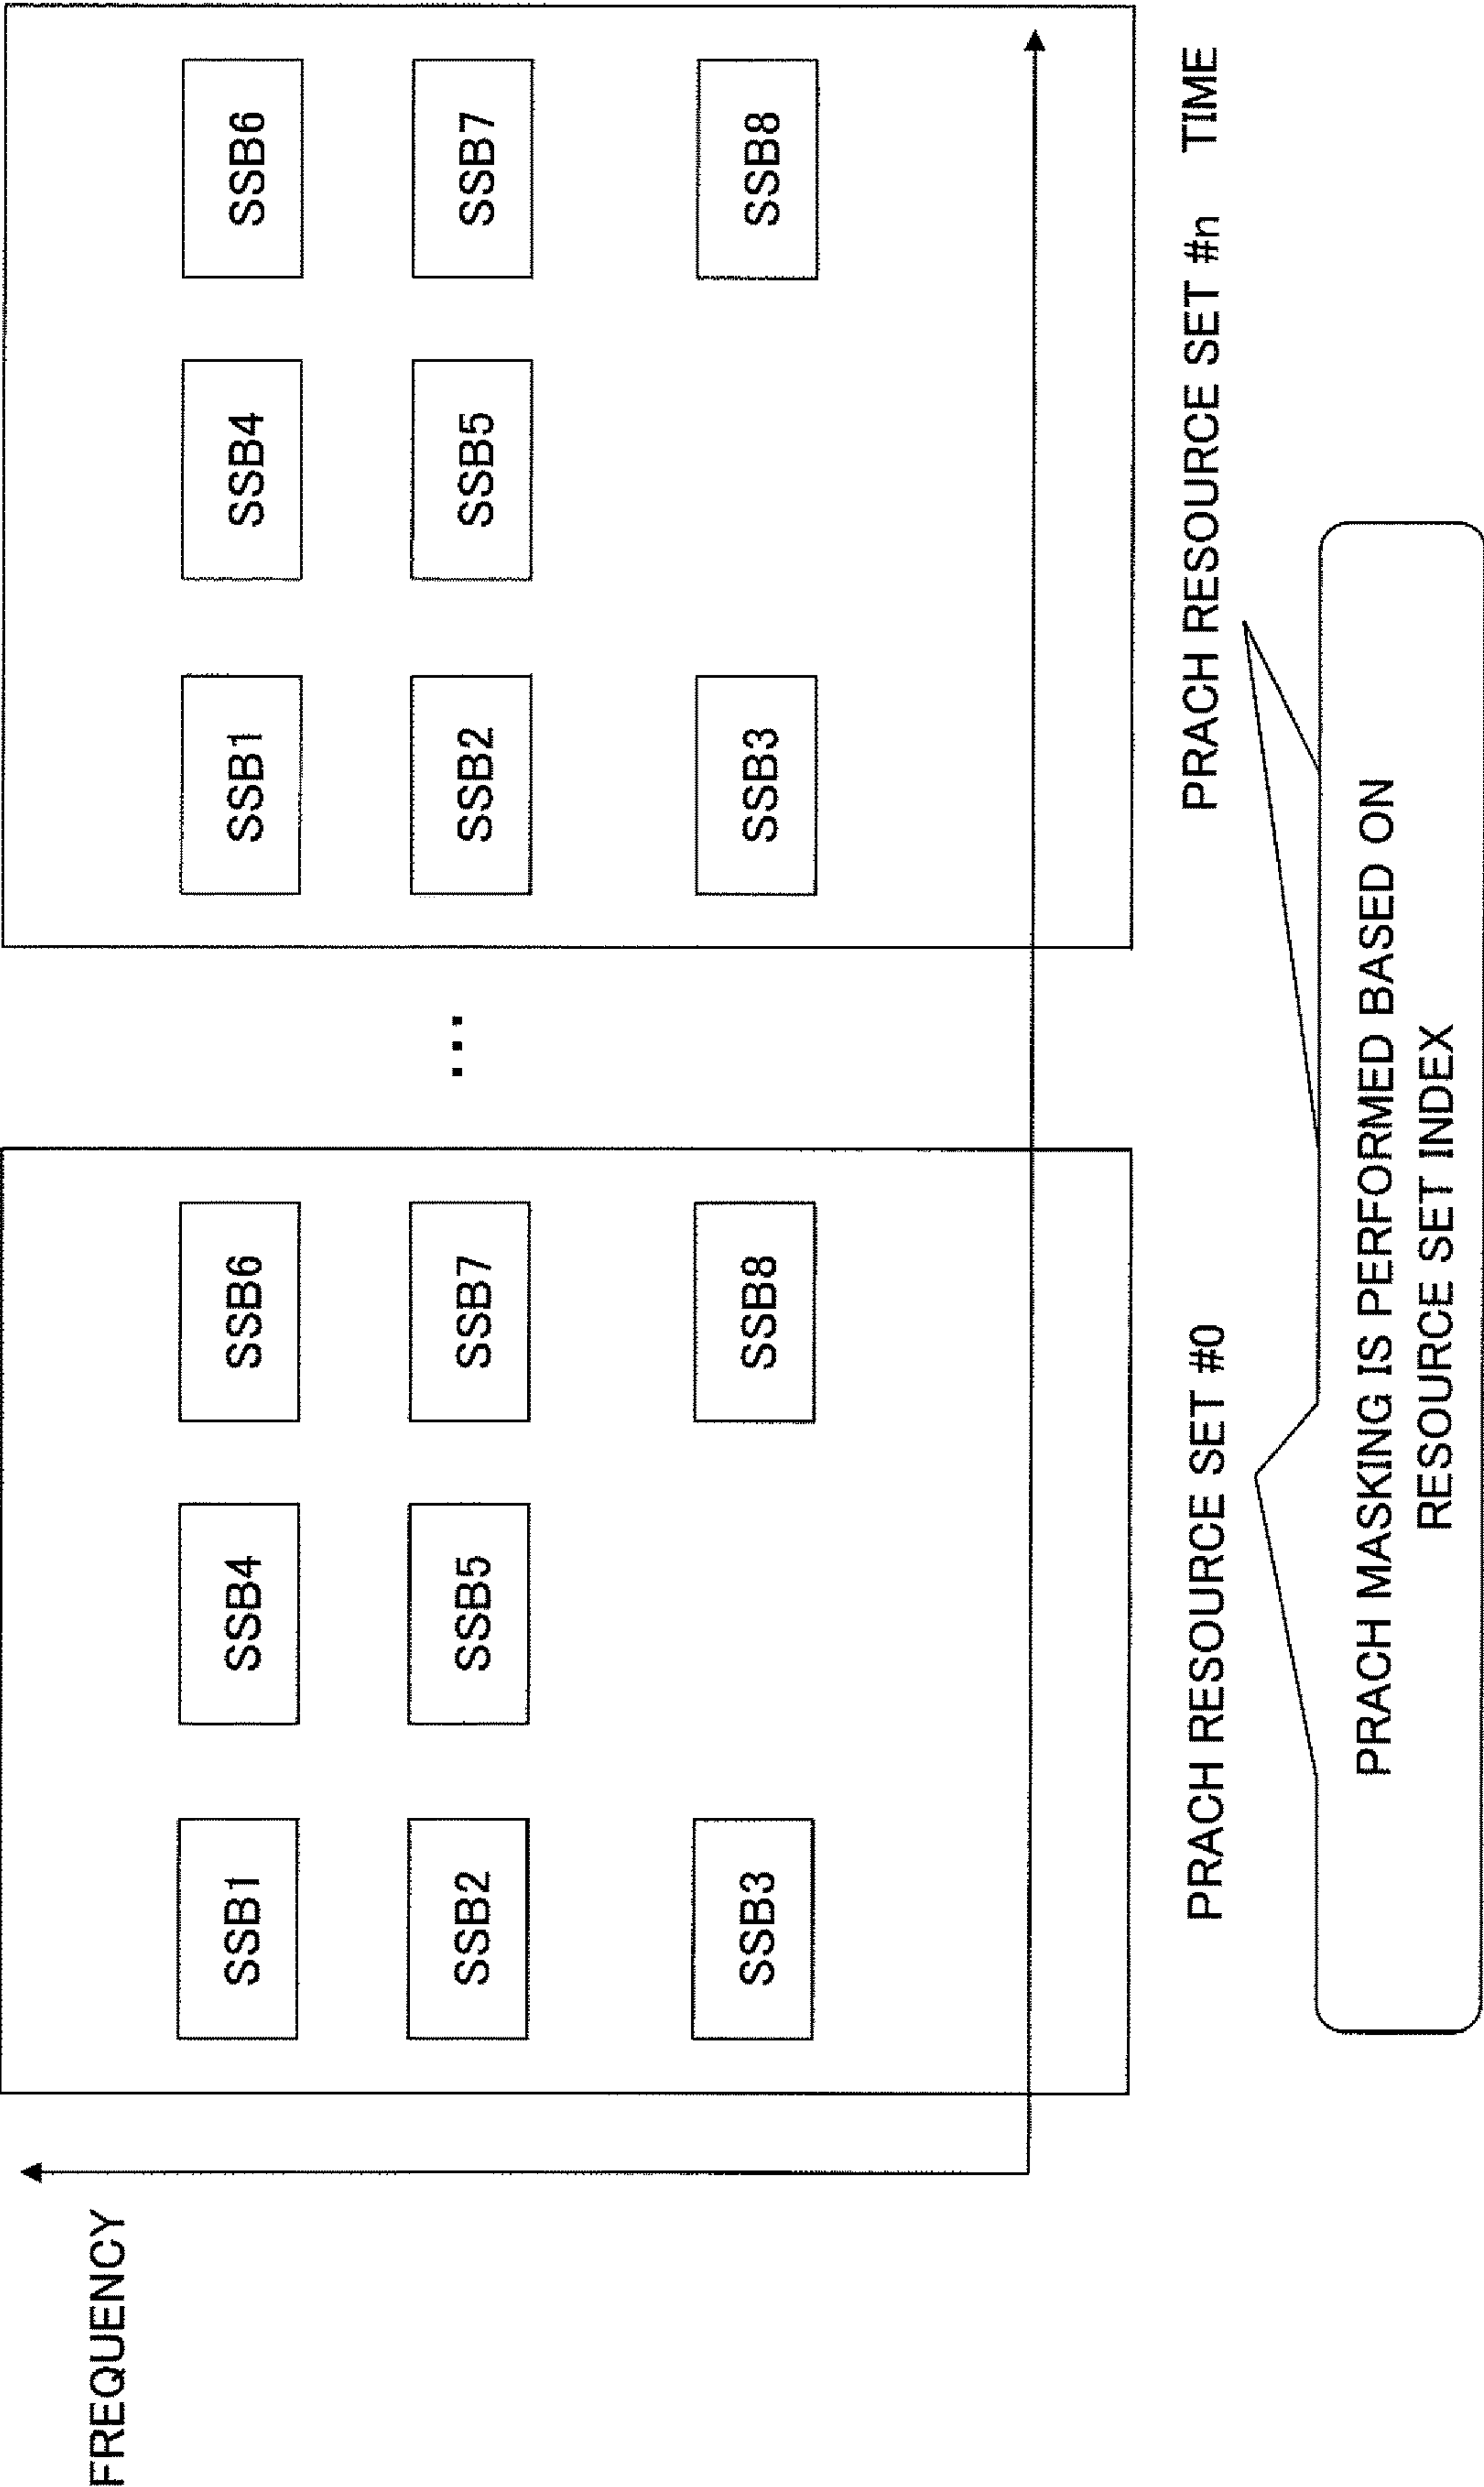 FREQUENCY
SSB1
SSB4
SSB6
SSB2
SSB5
SSB7
SSB3
SSB8
...
SSB1
SSB4
SSB6
SSB2
SSB5
SSB7
SSB3
SSB8
PRACH RESOURCE SET #0
PRACH RESOURCE SET #n
TIME
PRACH MASKING IS PERFORMED BASED ON
RESOURCE SET INDEX